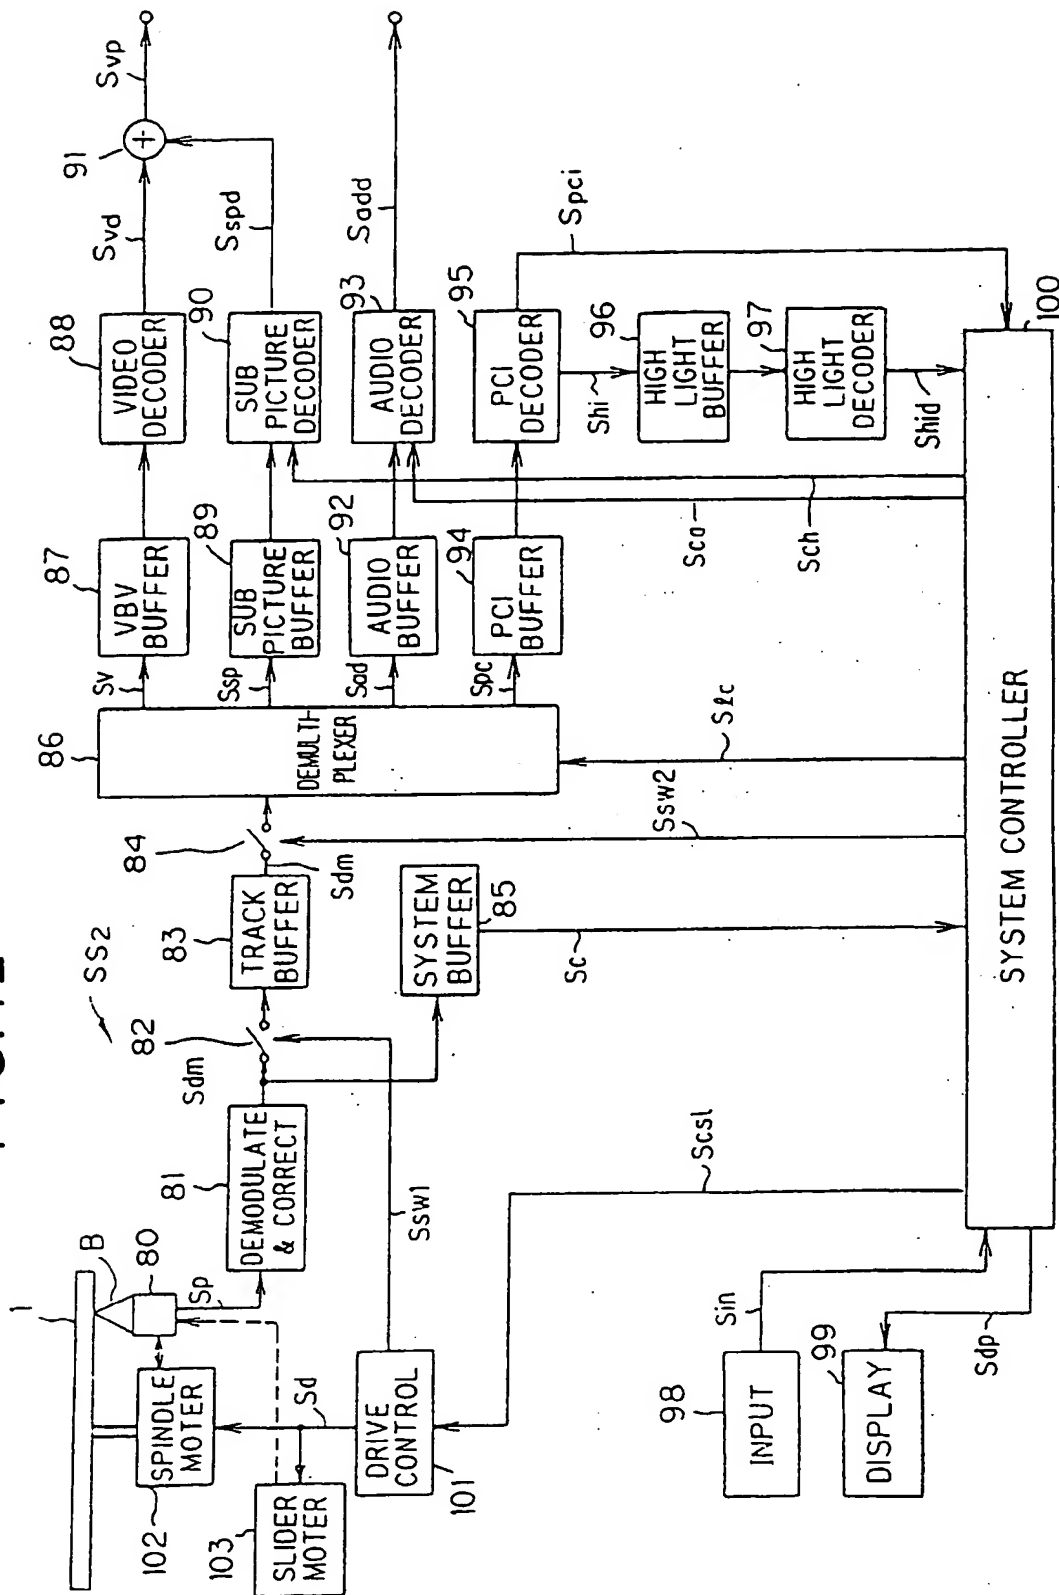 SS2
1
B
80
Sp
SPINDLE
MOTER
102
SLIDER
MOTER
103
Sd
DRIVE
CONTROL
101
DEMODULATE
& CORRECT
81
Sdm
82
Ssw1
TRACK
BUFFER
83
84
Sdm
SYSTEM
BUFFER
85
Sc
Ssw2
Slc
Scsl
86
DEMULTI-
PLEXER
Sv
Ssp
Sad
Spc
87
VBV
BUFFER
89
SUB
PICTURE
BUFFER
92
AUDIO
BUFFER
94
PCI
BUFFER
88
VIDEO
DECODER
90
SUB
PICTURE
DECODER
93
AUDIO
DECODER
95
PCI
DECODER
Svd
91
+
Svp
Sspd
Sadd
Spci
Shi
96
HIGH
LIGHT
BUFFER
97
HIGH
LIGHT
DECODER
Shid
Sca
Sch
100
SYSTEM CONTROLLER
98
INPUT
Sin
99
DISPLAY
Sdp